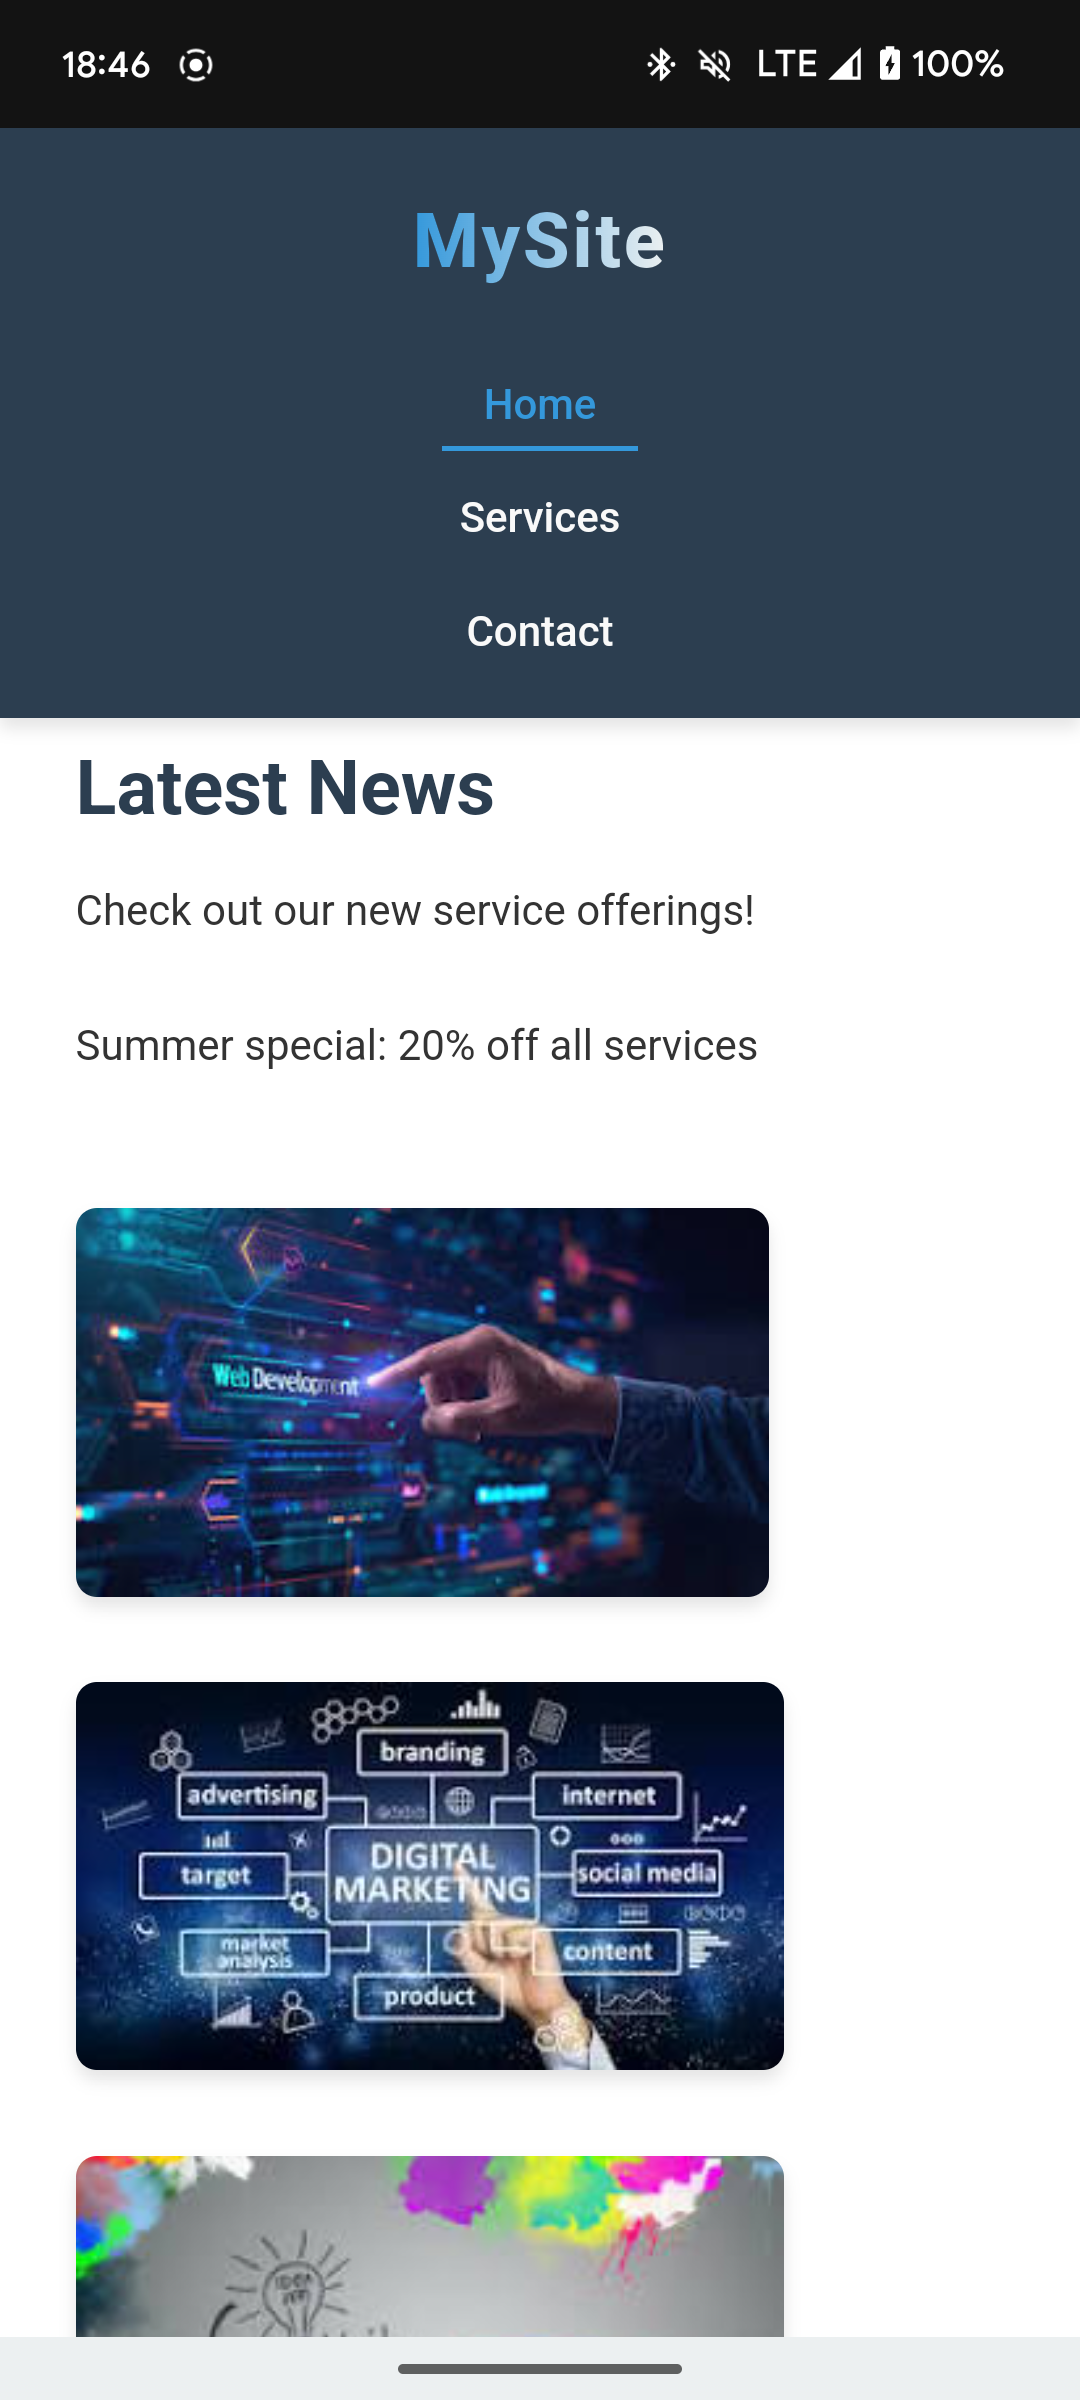 18:46 LTE 100%
MySite
Home
Services
Contact
Latest News
Check out our new service offerings!
Summer special: 20% off all services
Web Development
branding
advertising
internet
DIGITAL
MARKETING
target
social media
market
analysis
content
product
IDEA